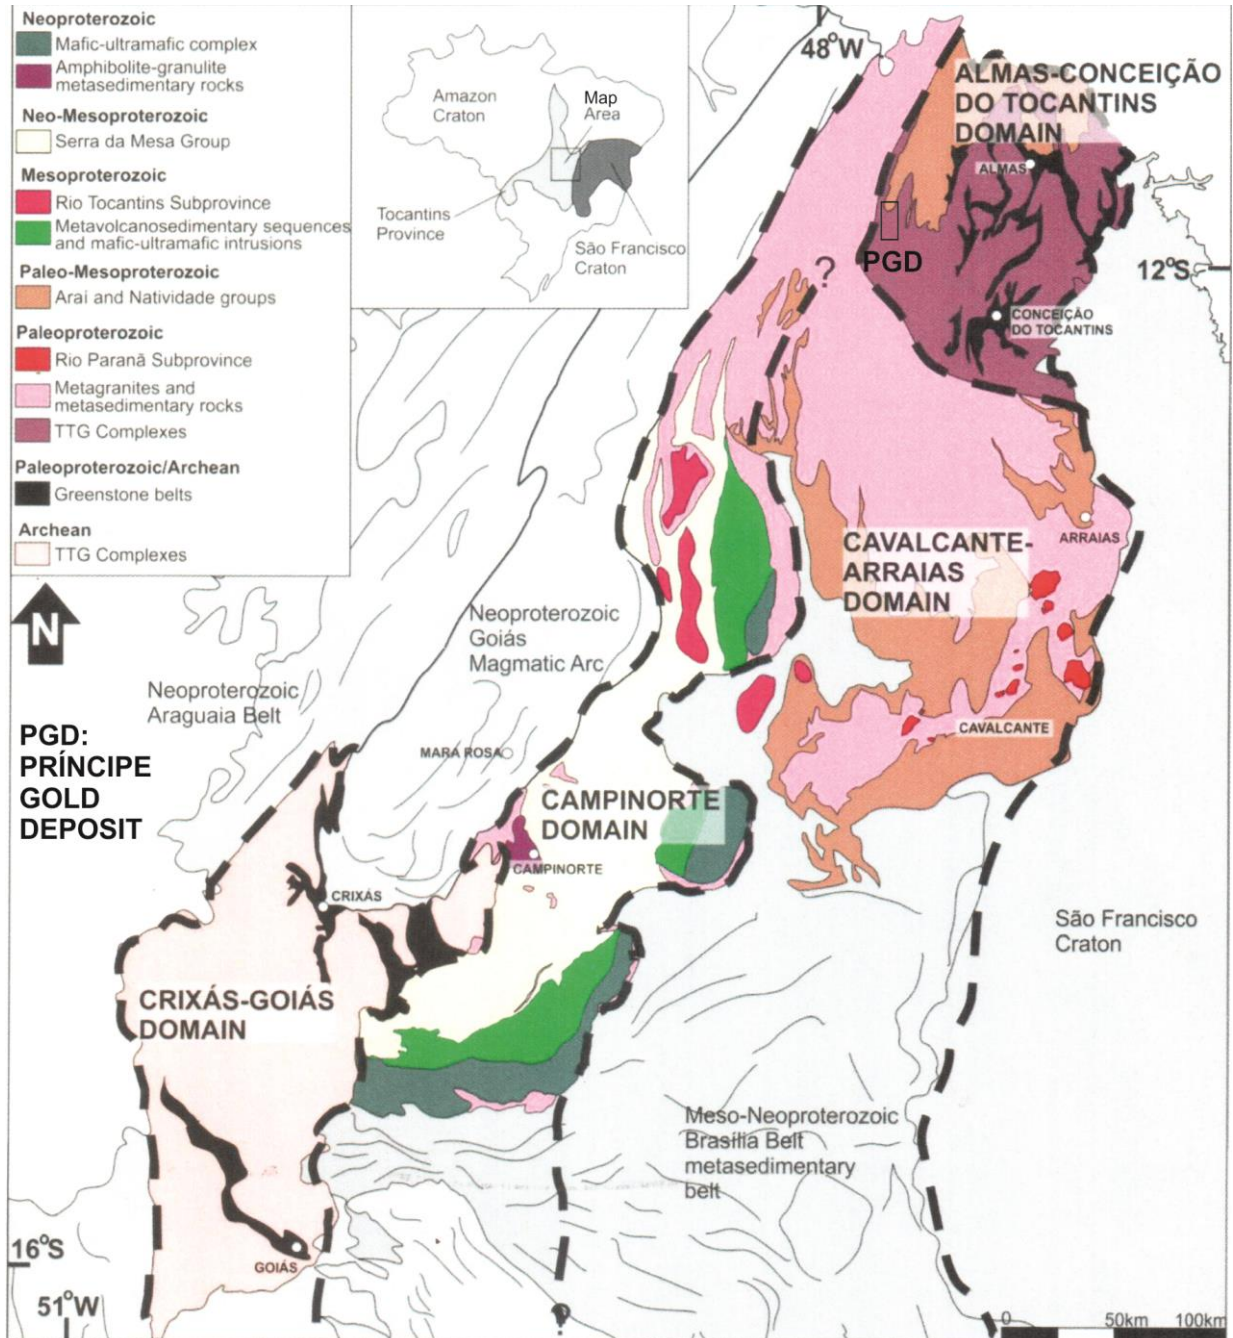 Neoproterozoic
Mafic-ultramafic complex
Amphibolite-granulite
metasedimentary rocks
Neo-Mesoproterozoic
Serra da Mesa Group
Mesoproterozoic
Rio Tocantins Subprovince
Metavolcanosedimentary sequences
and mafic-ultramafic intrusions
Paleo-Mesoproterozoic
Arai and Natividade groups
Paleoproterozoic
Rio Paranã Subprovince
Metagranites and
metasedimentary rocks
TTG Complexes
Paleoproterozoic/Archean
Greenstone belts
Archean
TTG Complexes
Amazon
Craton
Map
Area
Tocantins
Province
São Francisco
Craton
48°W
ALMAS-CONCEIÇÃO
DO TOCANTINS
DOMAIN
ALMAS
PGD
12°S
?
CONCEIÇÃO
DO TOCANTINS
ARRAIAS
CAVALCANTE-
ARRAIAS
DOMAIN
N
Neoproterozoic
Goiás
Magmatic Arc
Neoproterozoic
Araguaia Belt
PGD:
PRÍNCIPE
GOLD
DEPOSIT
MARA ROSA
CAVALCANTE
CAMPINORTE
DOMAIN
CAMPINORTE
CRIXÁS
São Francisco
Craton
CRIXÁS-GOIÁS
DOMAIN
Meso-Neoproterozoic
Brasília Belt
metasedimentary
belt
16°S
GOIÁS
51°W
?
0 50km 100km